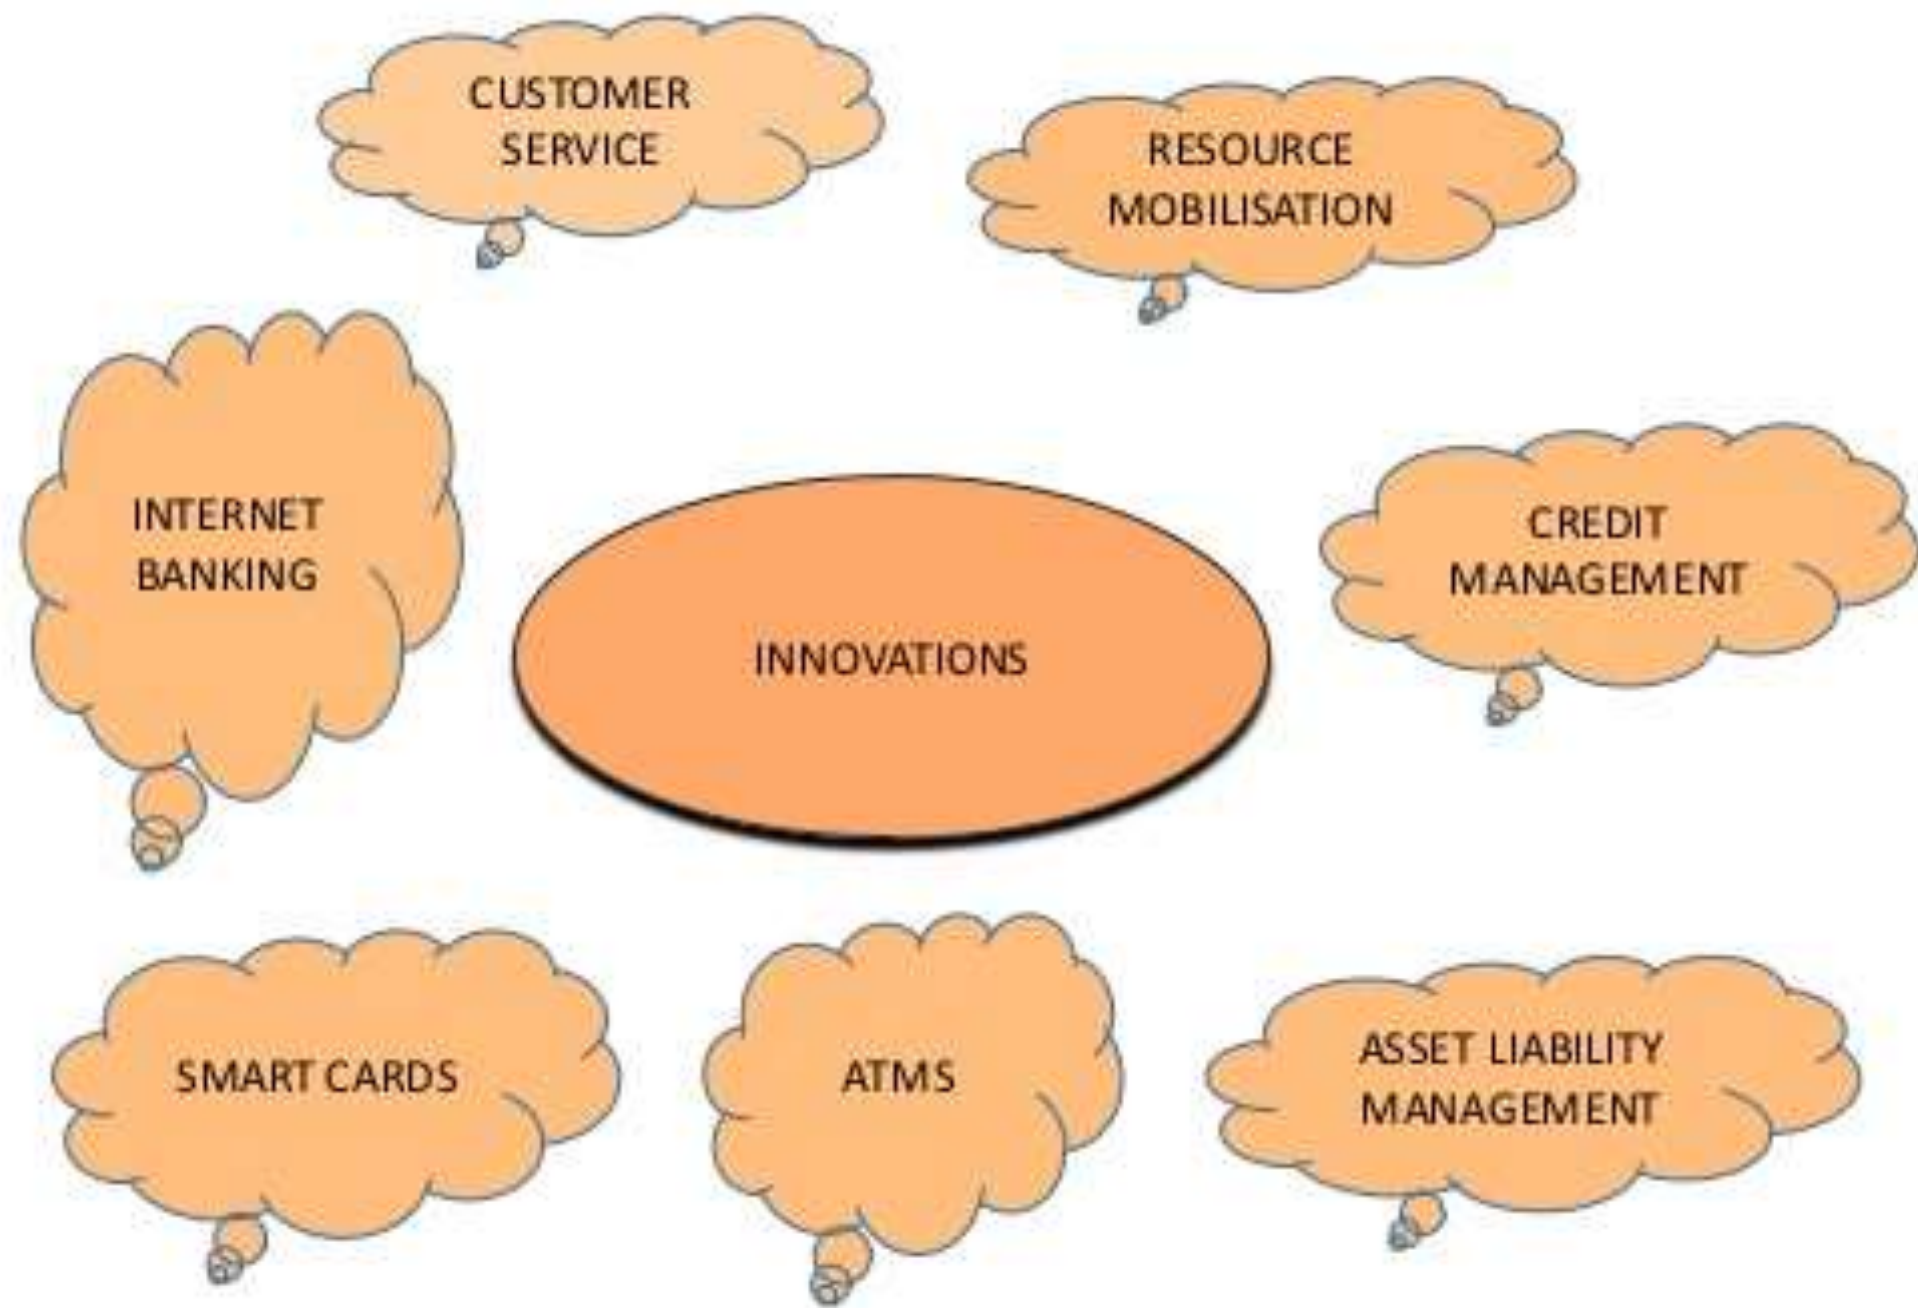 CUSTOMER
SERVICE
RESOURCE
MOBILISATION
INTERNET
BANKING
CREDIT
MANAGEMENT
INNOVATIONS
SMART CARDS
ATMS
ASSET LIABILITY
MANAGEMENT